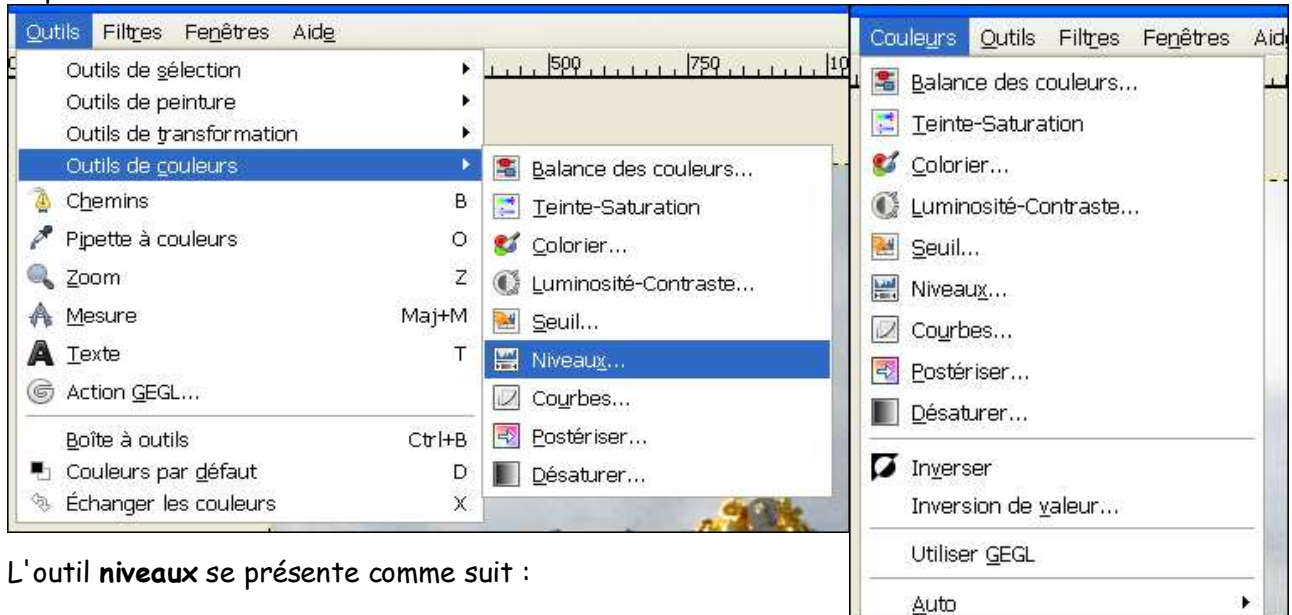 Outils Filtres Fenêtres Aide
500 750 10
Outils de sélection
Outils de peinture
Outils de transformation
Outils de couleurs
Chemins B
Pipette à couleurs O
Zoom Z
Mesure Maj+M
Texte T
Action GEGL...
Boîte à outils Ctrl+B
Couleurs par défaut D
Échanger les couleurs X
Balance des couleurs...
Teinte-Saturation
Colorier...
Luminosité-Contraste...
Seuil...
Niveaux...
Courbes...
Postériser...
Désaturer...
L'outil niveaux se présente comme suit :
Couleurs Outils Filtres Fenêtres Aid
Balance des couleurs...
Teinte-Saturation
Colorier...
Luminosité-Contraste...
Seuil...
Niveaux...
Courbes...
Postériser...
Désaturer...
Inverser
Inversion de valeur...
Utiliser GEGL
Auto